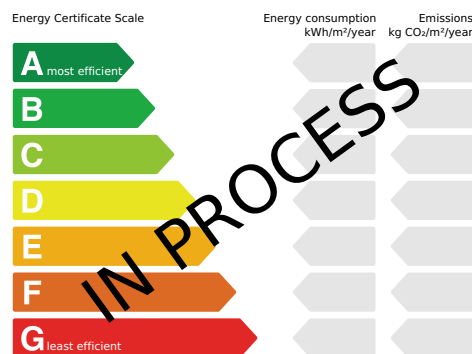 Energy Certificate Scale
Energy consumption
kWh/m²/year
Emissions
kg CO₂/m²/year
A most efficient
B
C
D
E
F
G least efficient
IN PROCESS